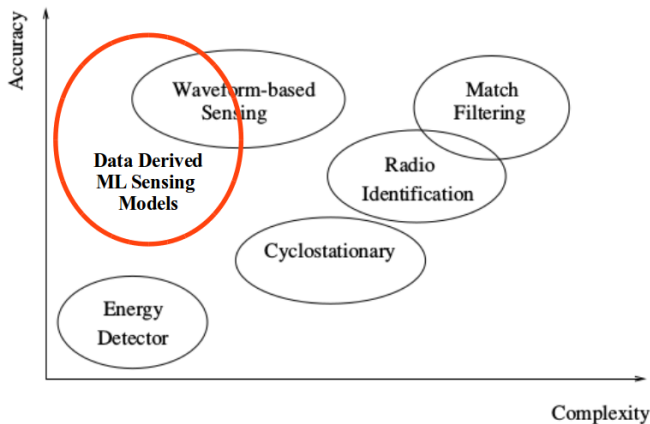 Accuracy
Waveform-based
Sensing
Match
Filtering
Data Derived
ML Sensing
Models
Radio
Identification
Cyclostationary
Energy
Detector
Complexity